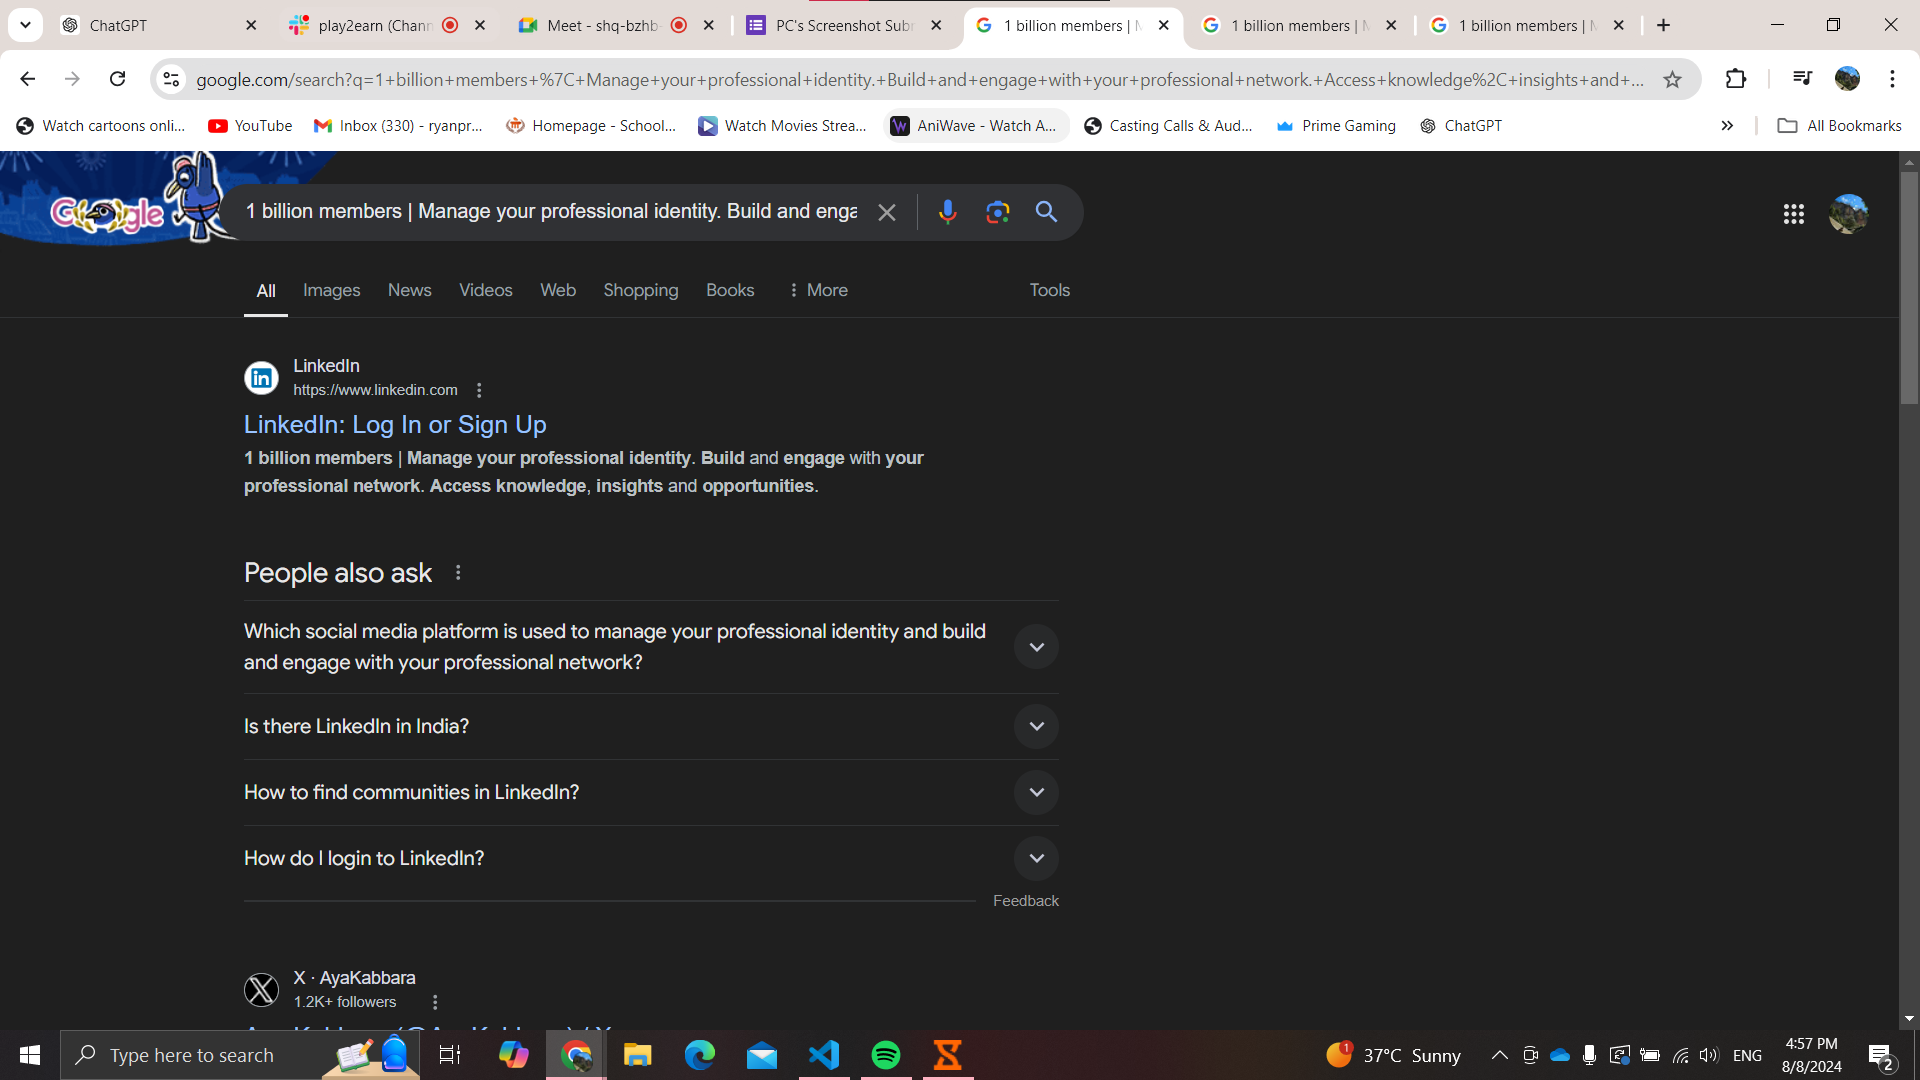 ChatGPT
play2earn (Chann
Meet - shq-bzhb-
PC's Screenshot Subr
1 billion members | M
1 billion members | M
1 billion members | M
google.com/search?q=1+billion+members+%7C+Manage+your+professional+identity.+Build+and+engage+with+your+professional+network.+Access+knowledge%2C+insights+and+...
Watch cartoons onli...
YouTube
Inbox (330) - ryanpr...
Homepage - School...
Watch Movies Strea...
AniWave - Watch A...
Casting Calls & Aud...
Prime Gaming
ChatGPT
All Bookmarks
Google
1 billion members | Manage your professional identity. Build and enga
All
Images
News
Videos
Web
Shopping
Books
More
Tools
LinkedIn
https://www.linkedin.com
LinkedIn: Log In or Sign Up
1 billion members | Manage your professional identity. Build and engage with your
professional network. Access knowledge, insights and opportunities.
People also ask
Which social media platform is used to manage your professional identity and build
and engage with your professional network?
Is there LinkedIn in India?
How to find communities in LinkedIn?
How do I login to LinkedIn?
Feedback
X · AyaKabbara
1.2K+ followers
Type here to search
1
37°C Sunny
ENG
4:57 PM
8/8/2024
2